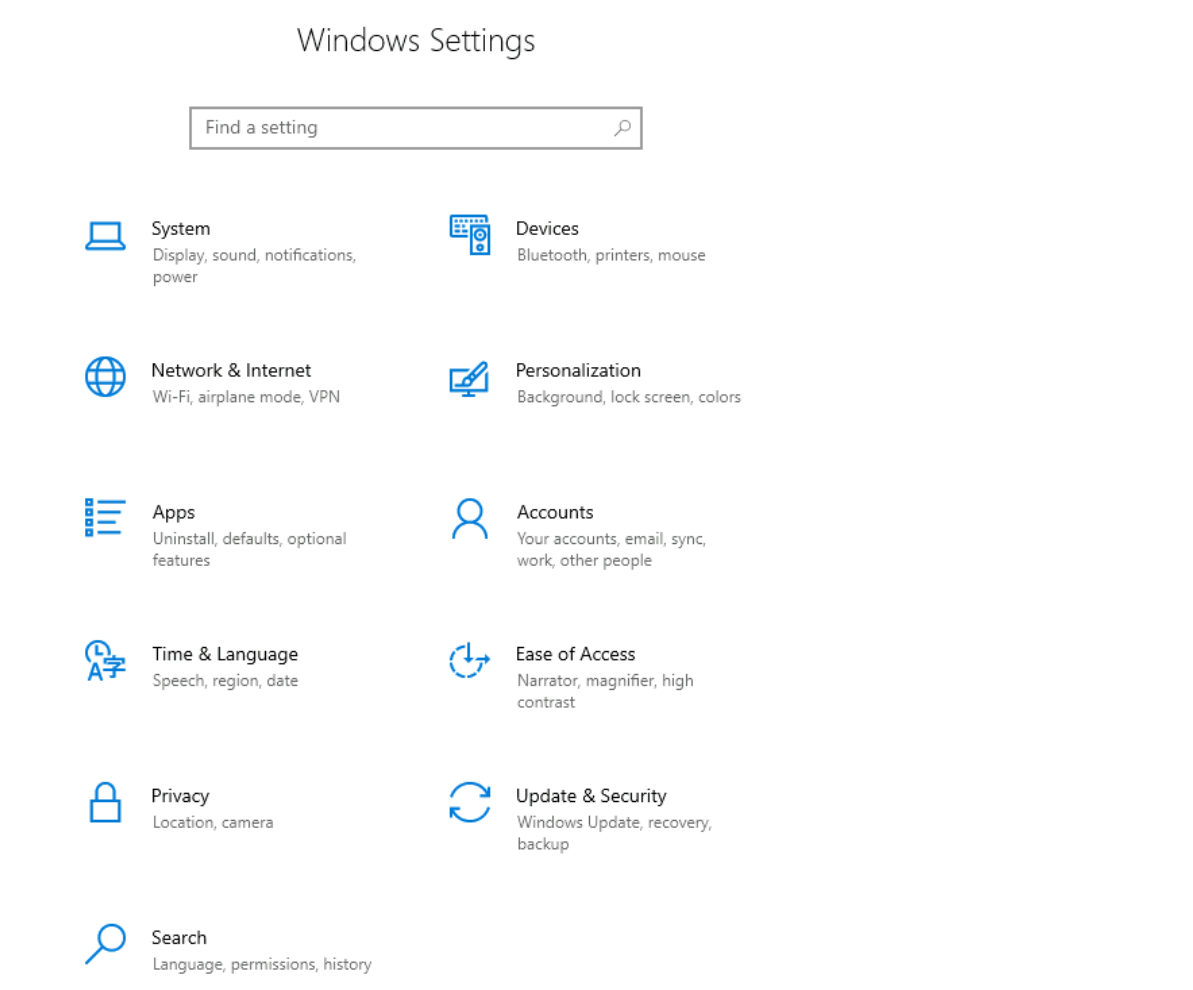 Windows Settings
Find a setting
System
Display, sound, notifications,
power
Devices
Bluetooth, printers, mouse
Network & Internet
Wi-Fi, airplane mode, VPN
Personalization
Background, lock screen, colors
Apps
Uninstall, defaults, optional
features
Accounts
Your accounts, email, sync,
work, other people
A字
Time & Language
Speech, region, date
Ease of Access
Narrator, magnifier, high
contrast
Privacy
Location, camera
Update & Security
Windows Update, recovery,
backup
Search
Language, permissions, history